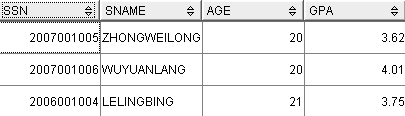 SSN SNAME AGE GPA
2007001005 ZHONGWEILONG 20 3.62
2007001006 WUYUANLANG 20 4.01
2006001004 LELINGBING 21 3.75